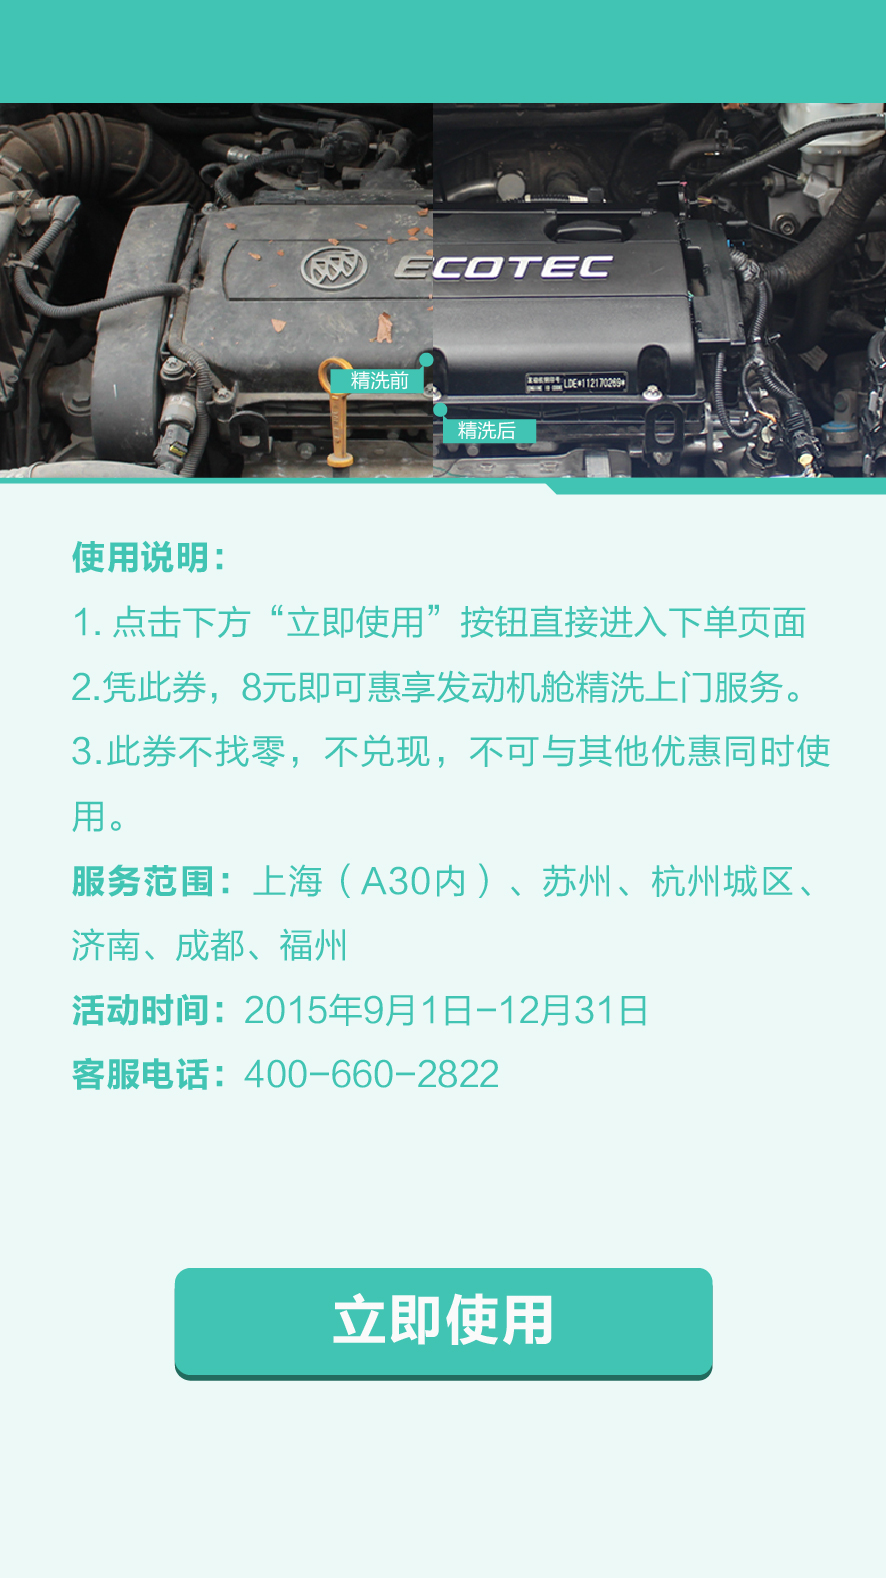 ECOTEC
精洗前
LDE*112170269*
精洗后
使用说明：
1. 点击下方“立即使用”按钮直接进入下单页面
2.凭此券，8元即可惠享发动机舱精洗上门服务。
3.此券不找零，不兑现，不可与其他优惠同时使
用。
服务范围：上海（A30内）、苏州、杭州城区、
济南、成都、福州
活动时间：2015年9月1日-12月31日
客服电话：400-660-2822
立即使用